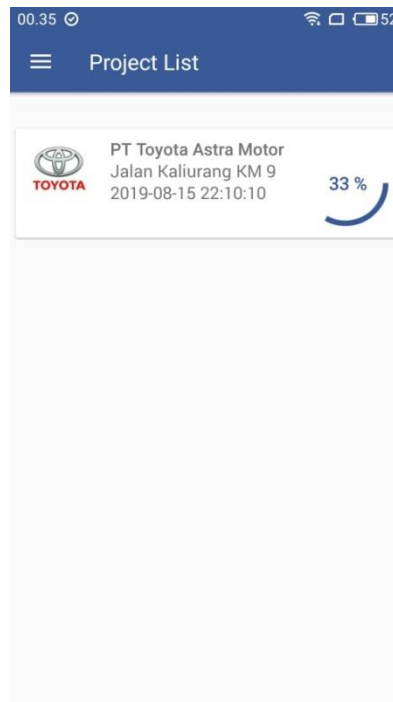 00.35 52
Project List
PT Toyota Astra Motor
Jalan Kaliurang KM 9
2019-08-15 22:10:10
TOYOTA
33 %